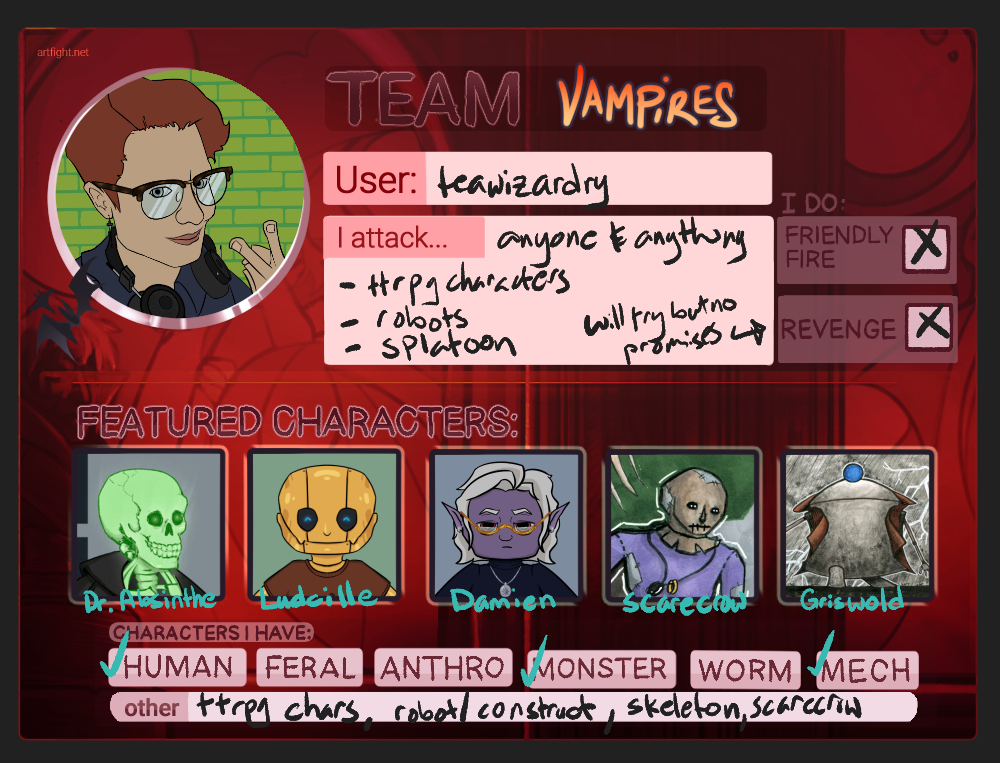 artfight.net
TEAM VAMPIRES
User: teawizardry
I attack... anyone & anything
- ttrpg characters
- robots
- splatoon
will try but no
promises →
I DO:
FRIENDLY
FIRE
X
REVENGE
X
FEATURED CHARACTERS:
Dr. Absinthe Ludcille Damien Scarecrow Griswold
CHARACTERS I HAVE:
✓HUMAN FERAL ANTHRO ✓MONSTER WORM ✓MECH
other ttrpg chars, robot/construct, skeleton, scarecrow